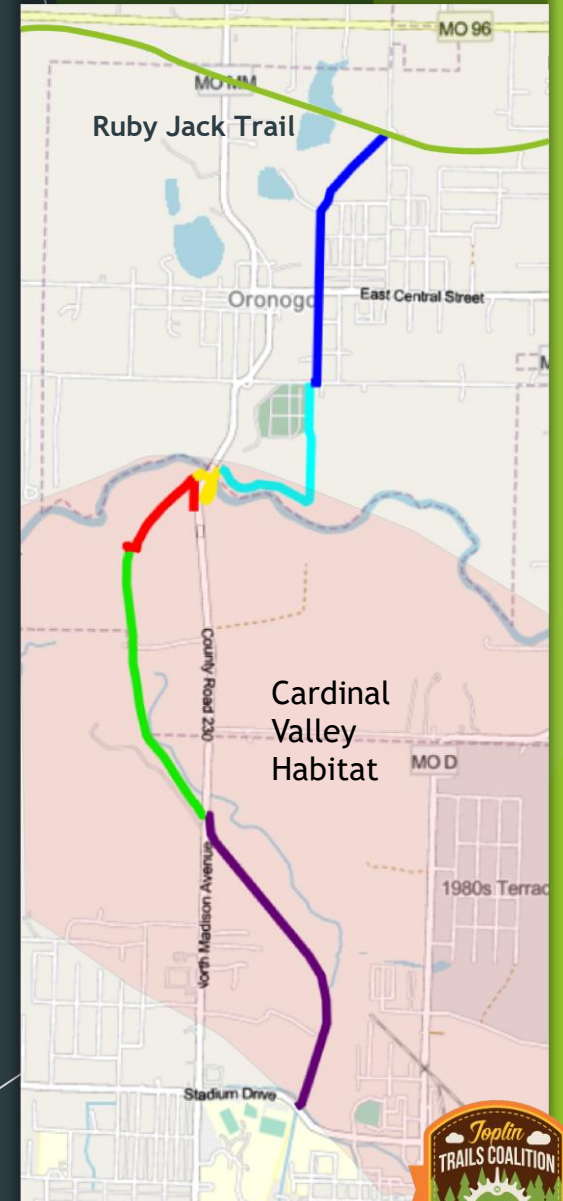 MO 96
MO MM
Ruby Jack Trail
Oronogo
East Central Street
M
County Road 230
Cardinal
Valley
Habitat
MO D
1980s Terrac
North Madison Avenue
Stadium Drive
Joplin
TRAILS COALITION